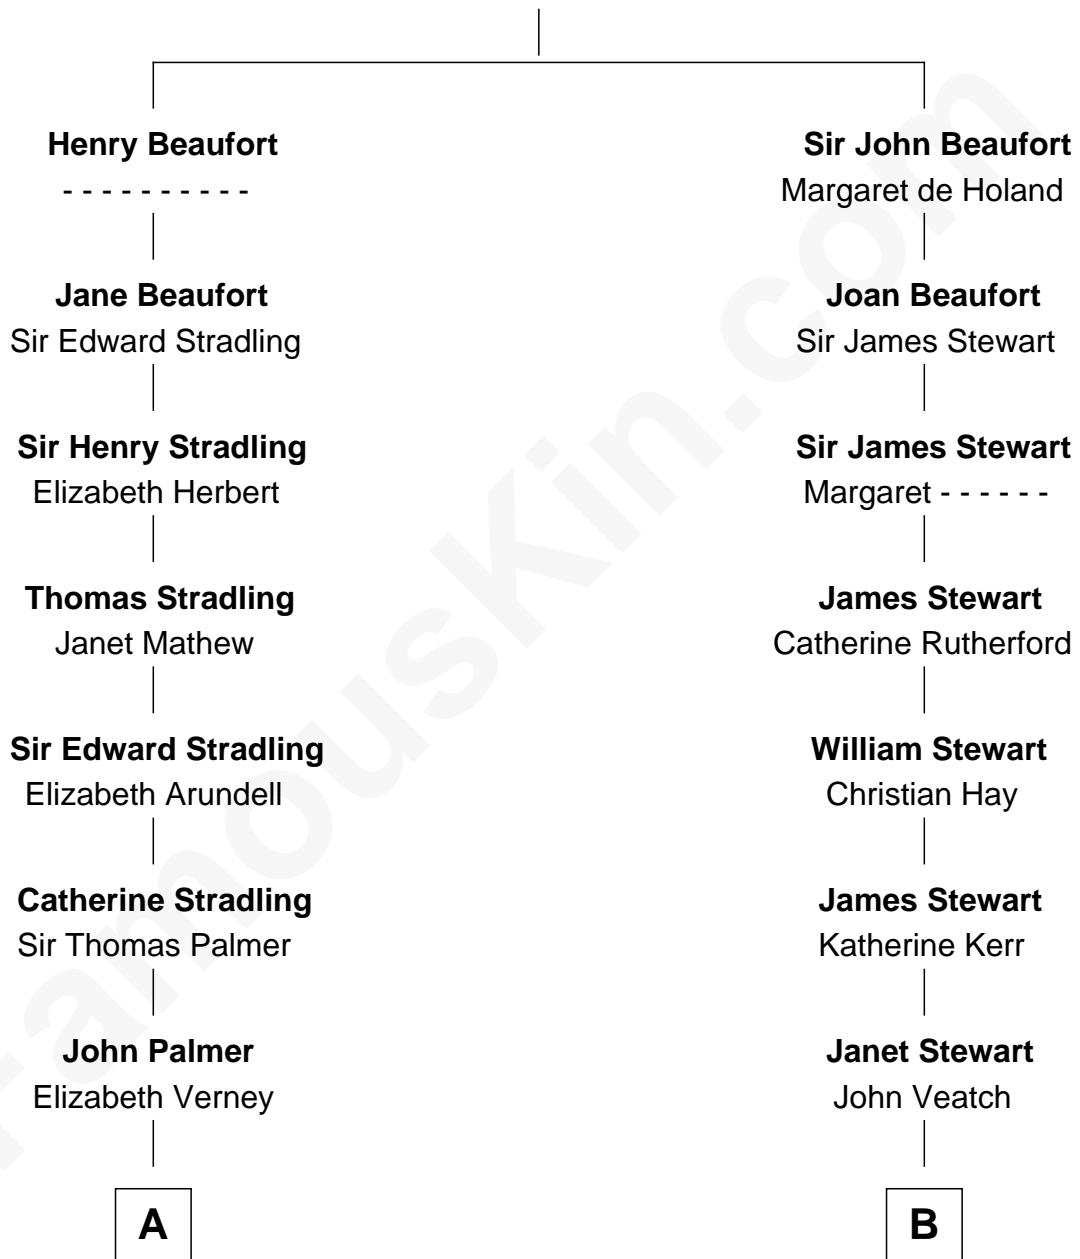 Henry Beaufort
- - - - - - - - - -
Jane Beaufort
Sir Edward Stradling
Sir Henry Stradling
Elizabeth Herbert
Thomas Stradling
Janet Mathew
Sir Edward Stradling
Elizabeth Arundell
Catherine Stradling
Sir Thomas Palmer
John Palmer
Elizabeth Verney
A
Sir John Beaufort
Margaret de Holand
Joan Beaufort
Sir James Stewart
Sir James Stewart
Margaret - - - - - -
James Stewart
Catherine Rutherford
William Stewart
Christian Hay
James Stewart
Katherine Kerr
Janet Stewart
John Veatch
B
FamousKin.com